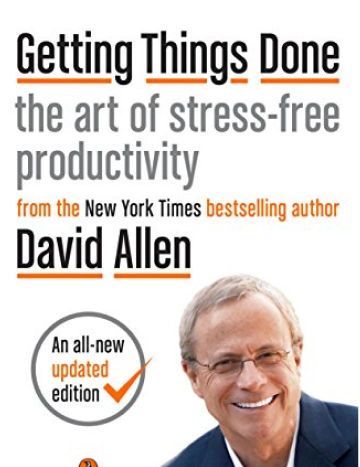 Getting Things Done
the art of stress-free
productivity
from the New York Times bestselling author
David Allen
An all-new
updated
edition